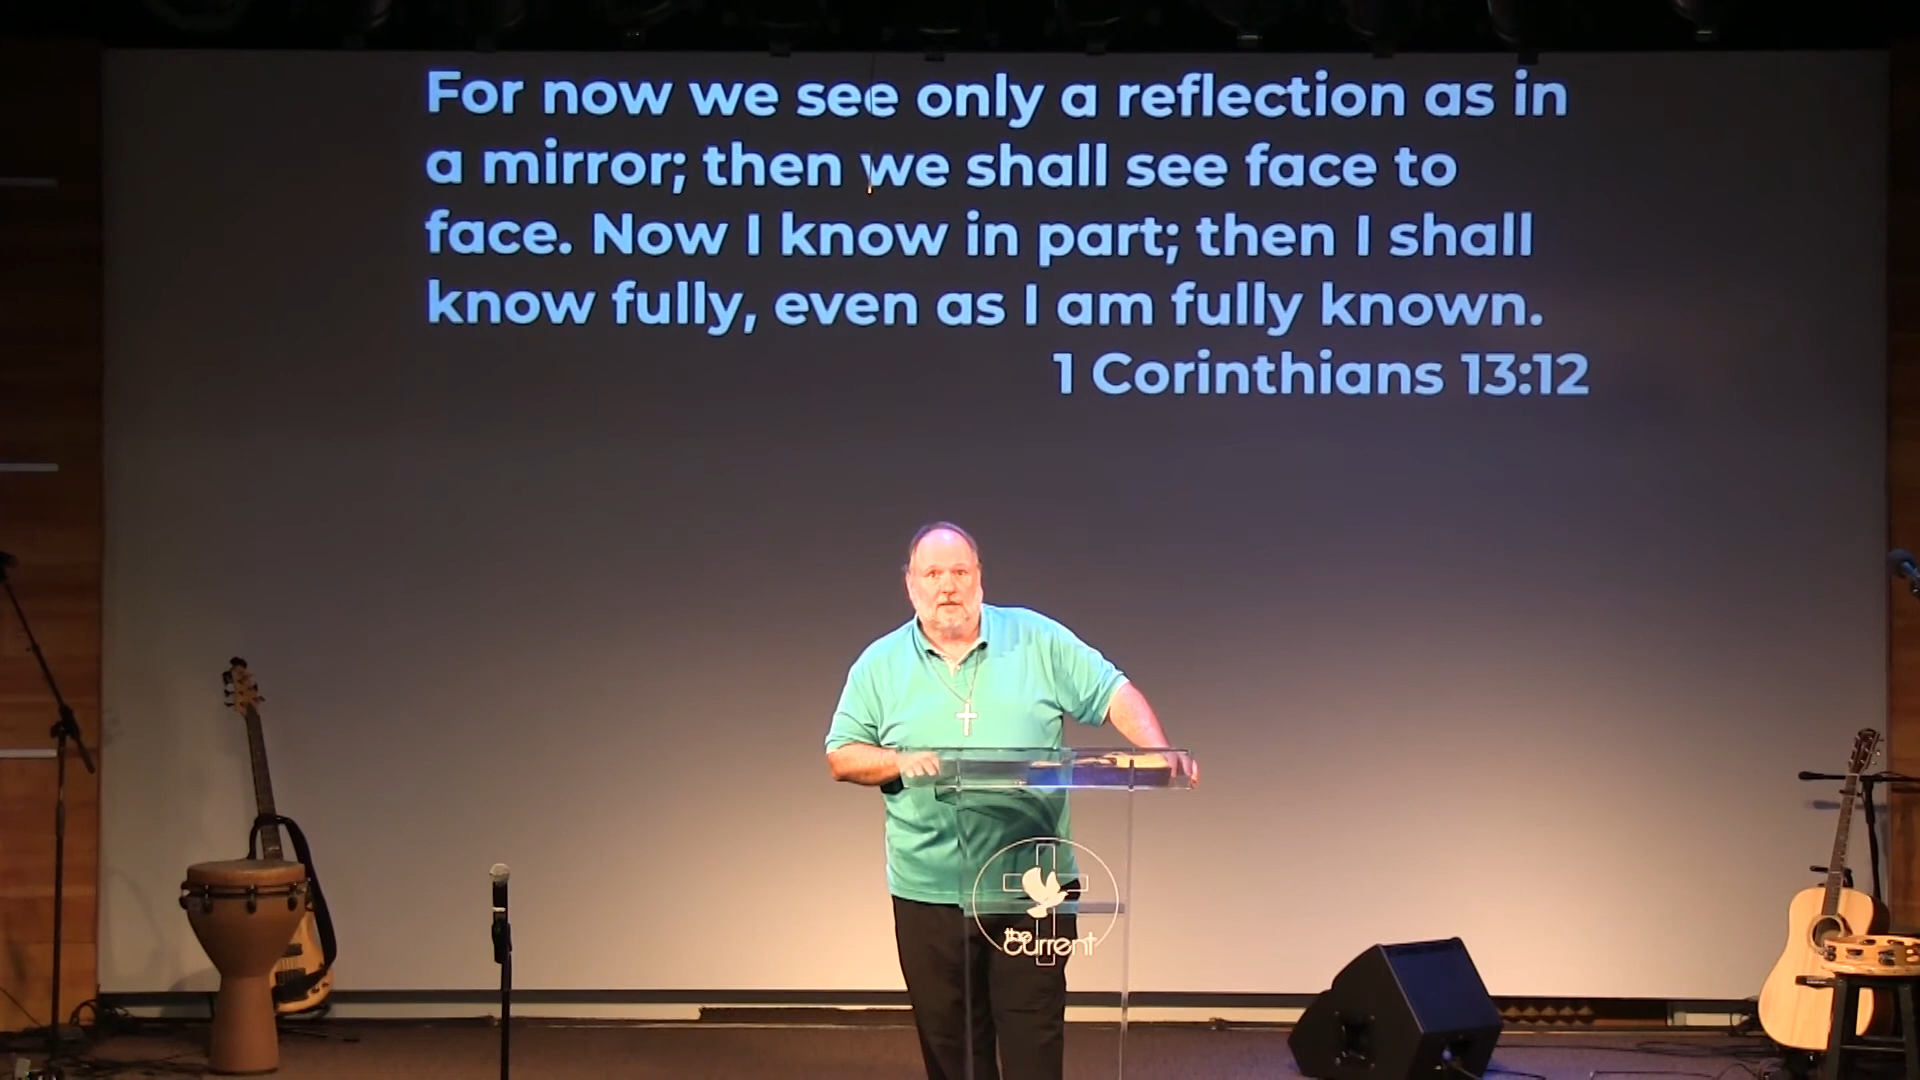 For now we see only a reflection as in
a mirror; then we shall see face to
face. Now I know in part; then I shall
know fully, even as I am fully known.
1 Corinthians 13:12
the
current